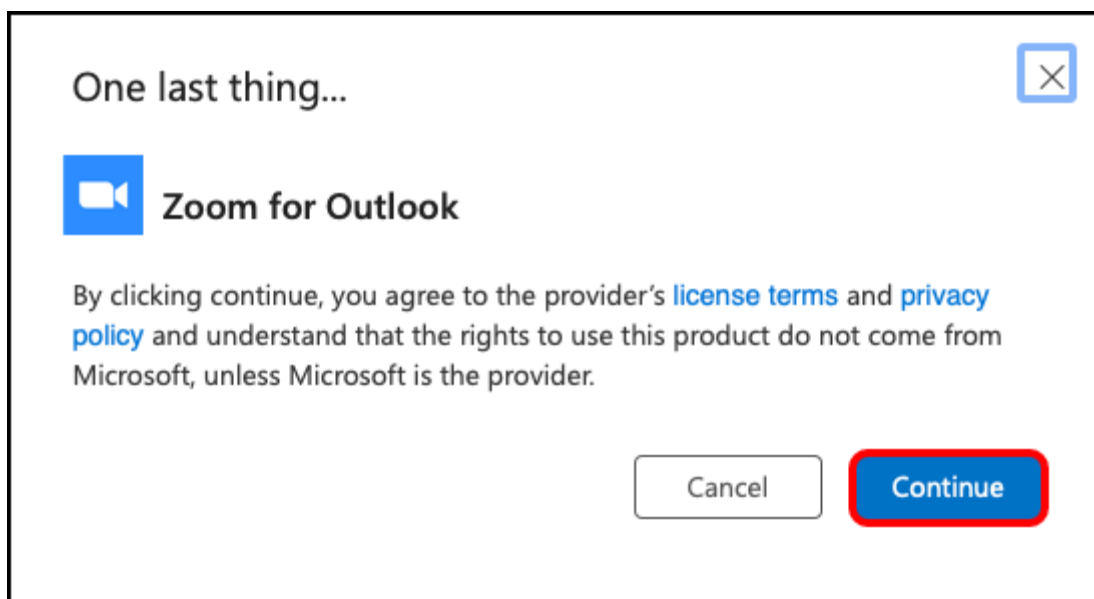 One last thing...
Zoom for Outlook
By clicking continue, you agree to the provider’s license terms and privacy
policy and understand that the rights to use this product do not come from
Microsoft, unless Microsoft is the provider.
Cancel
Continue